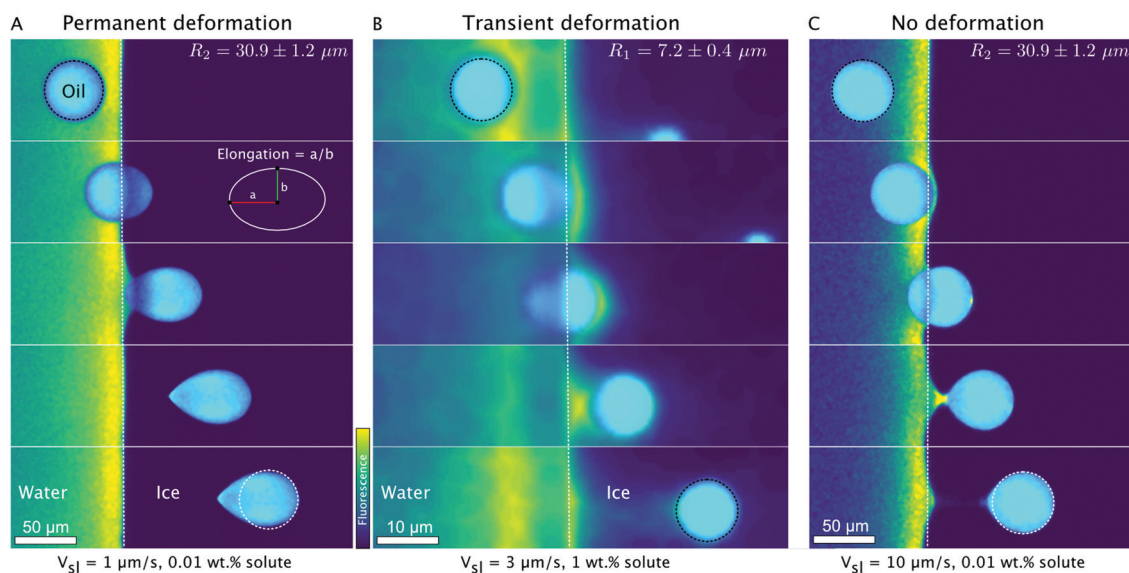 A Permanent deformation
R₂ = 30.9 ± 1.2 μm
Oil
Elongation = a/b
b
a
Water
Ice
50 μm
V_sl = 1 μm/s, 0.01 wt.% solute
Fluorescence
B Transient deformation
R₁ = 7.2 ± 0.4 μm
Water
Ice
10 μm
V_sl = 3 μm/s, 1 wt.% solute
C No deformation
R₂ = 30.9 ± 1.2 μm
50 μm
V_sl = 10 μm/s, 0.01 wt.% solute